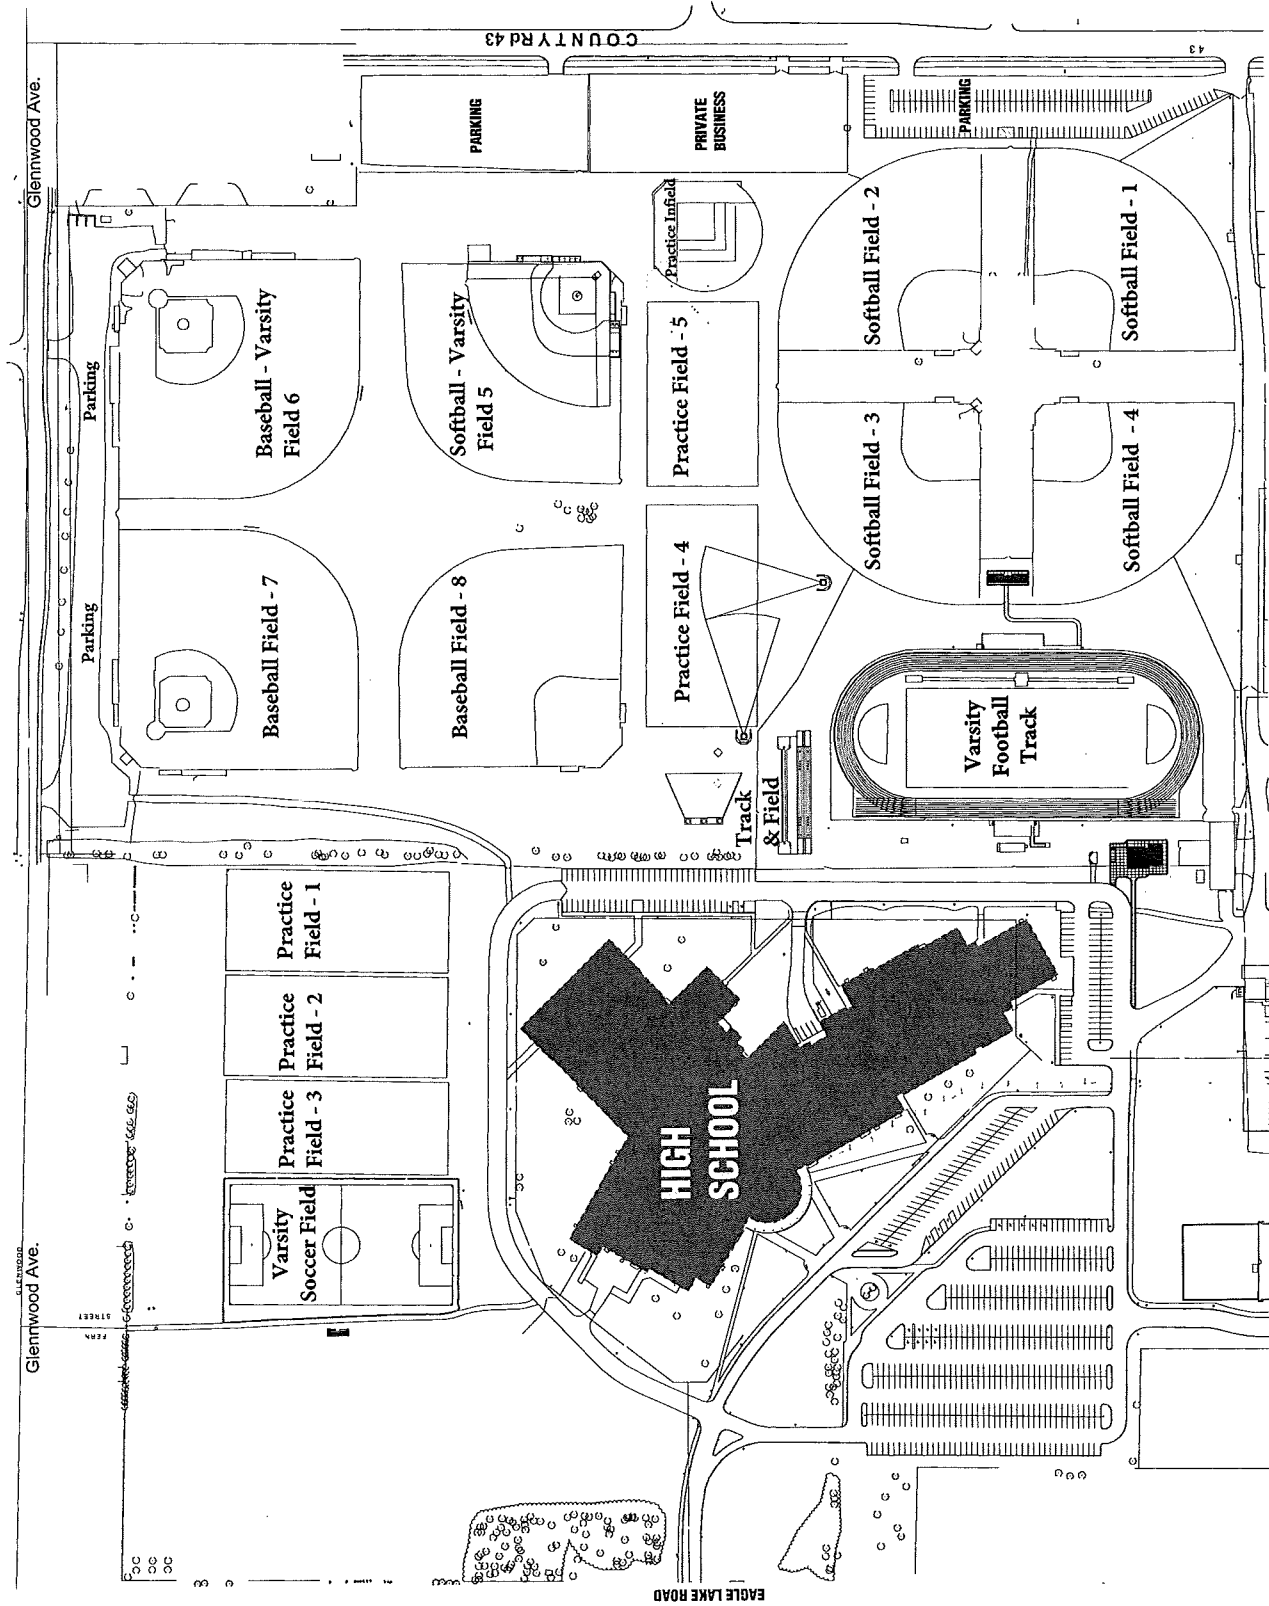 Glennwood Ave.
COUNTY Rd 43
43
PARKING
PRIVATE
BUSINESS
PARKING
Practice Infield
Softball Field - 2
Softball Field - 1
Baseball - Varsity
Field 6
Softball - Varsity
Field 5
Practice Field - 5
Parking
Softball Field - 3
Softball Field - 4
Parking
Baseball Field - 7
Baseball Field - 8
Practice Field - 4
Track
& Field
Varsity
Football
Track
Practice
Field - 1
Practice
Field - 2
Practice
Field - 3
Varsity
Soccer Field
HIGH
SCHOOL
Glennwood Ave.
GLENWOOD
FERN
STREET
EAGLE LAKE ROAD